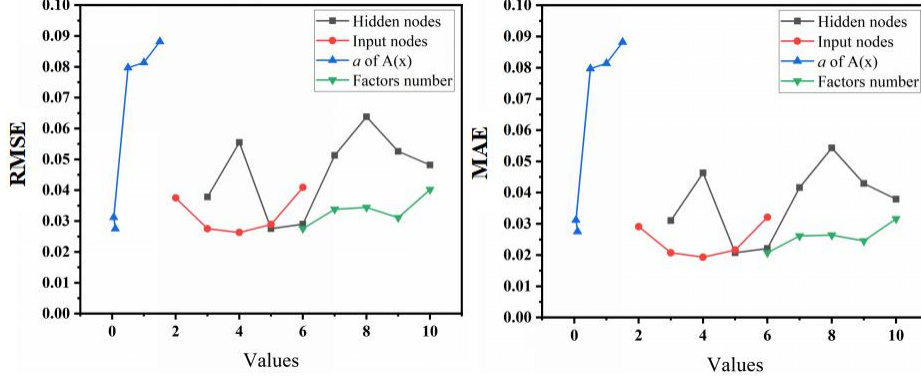 0.10
0.09
0.08
0.07
0.06
0.05
0.04
0.03
0.02
0.01
0.00
RMSE
0 2 4 6 8 10
Values
Hidden nodes
Input nodes
a of A(x)
Factors number
0.10
0.09
0.08
0.07
0.06
0.05
0.04
0.03
0.02
0.01
0.00
MAE
0 2 4 6 8 10
Values
Hidden nodes
Input nodes
a of A(x)
Factors number